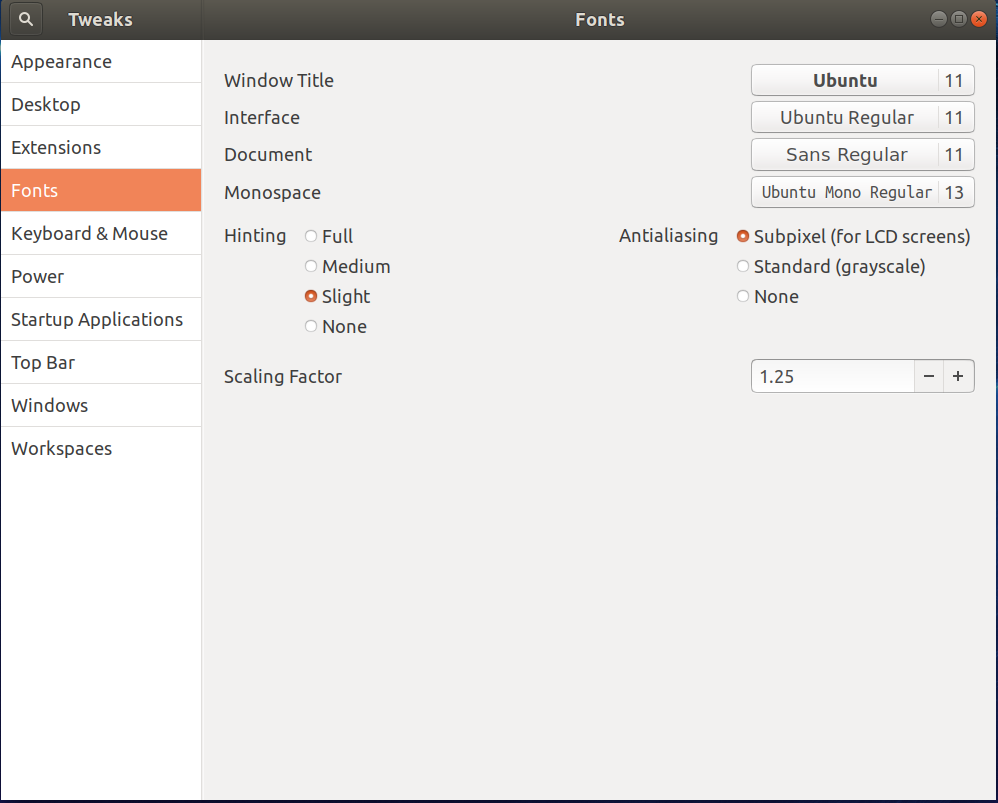 Tweaks
Fonts
Appearance
Desktop
Extensions
Fonts
Keyboard & Mouse
Power
Startup Applications
Top Bar
Windows
Workspaces
Window Title Ubuntu 11
Interface Ubuntu Regular 11
Document Sans Regular 11
Monospace Ubuntu Mono Regular 13
Hinting Full Antialiasing Subpixel (for LCD screens)
Medium Standard (grayscale)
Slight None
None
Scaling Factor 1.25 − +